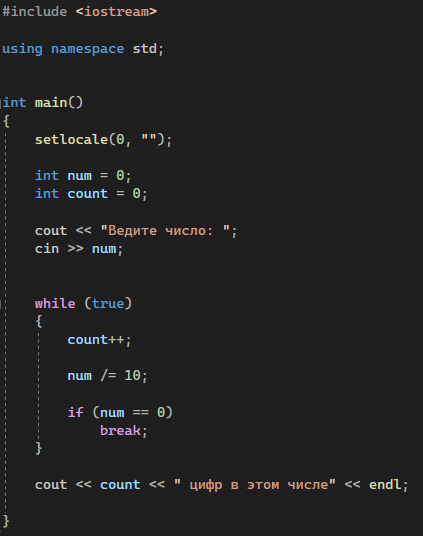 #include <iostream>
using namespace std;
int main()
{
setlocale(0, "");
int num = 0;
int count = 0;
cout << "Ведите число: ";
cin >> num;
while (true)
{
count++;
num /= 10;
if (num == 0)
break;
}
cout << count << " цифр в этом числе" << endl;
}